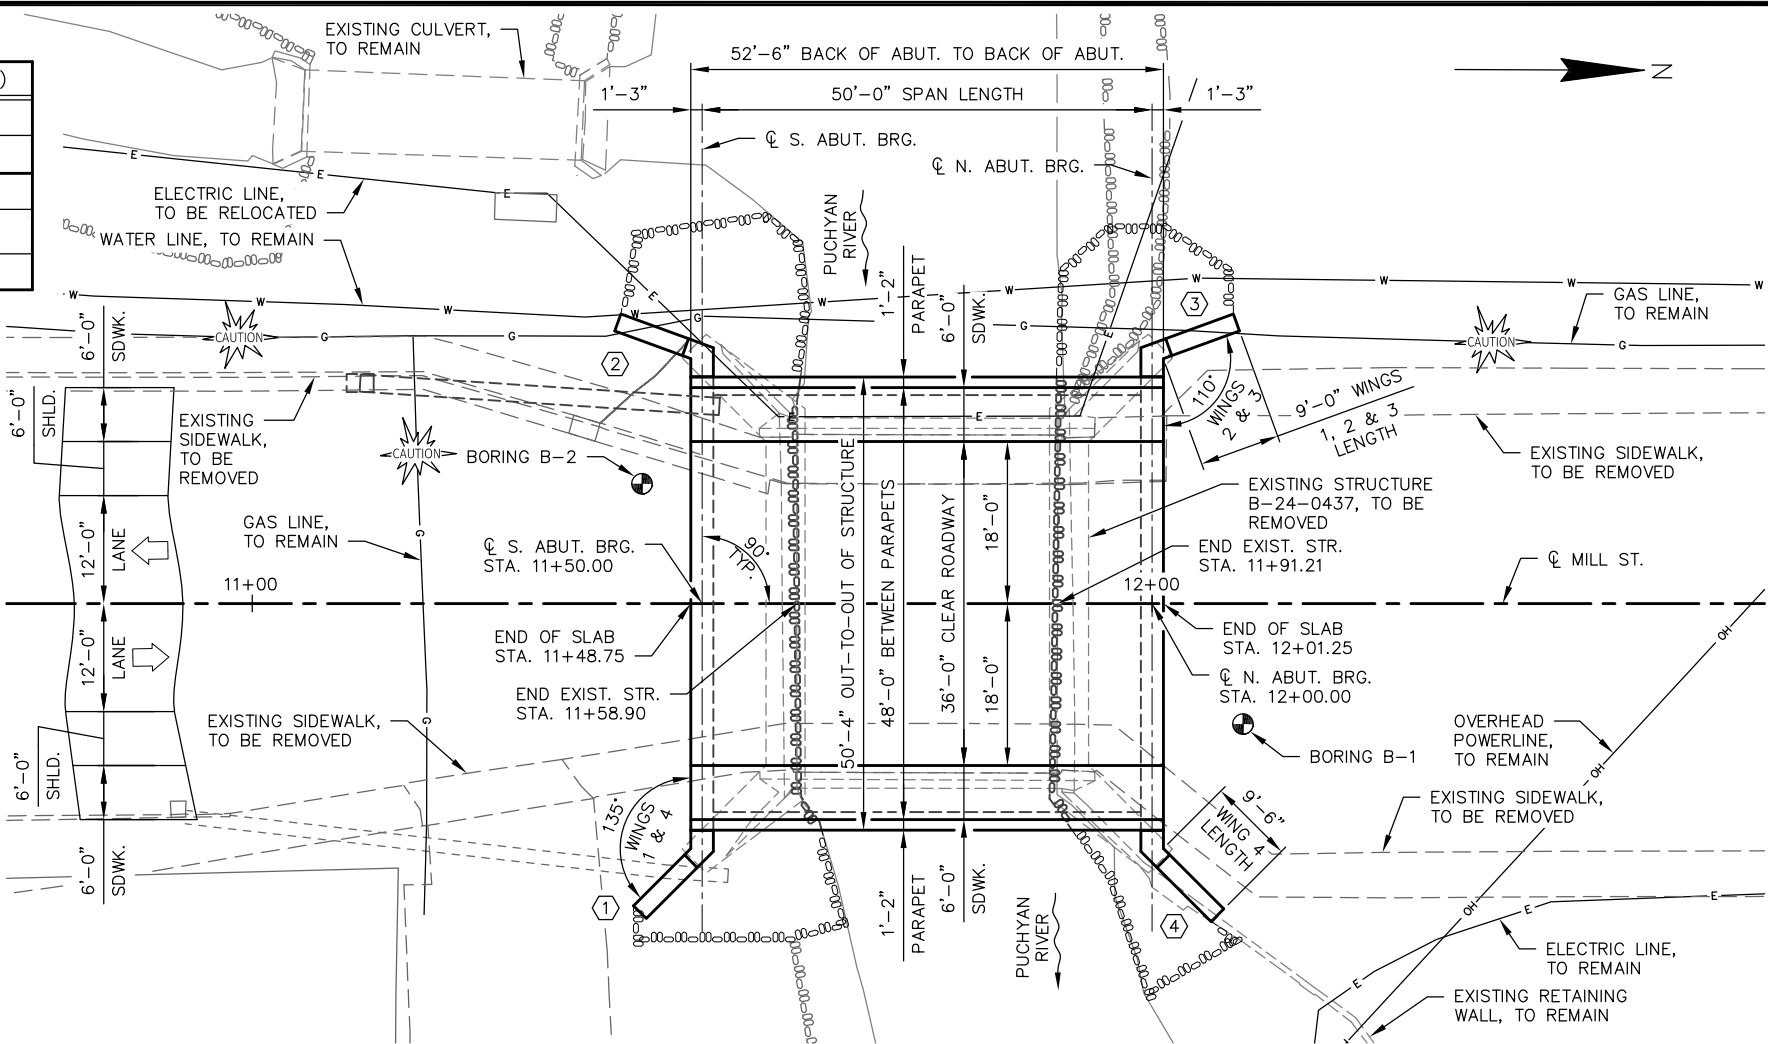 )
EXISTING CULVERT,
TO REMAIN
52'-6" BACK OF ABUT. TO BACK OF ABUT.
1'-3"
50'-0" SPAN LENGTH
1'-3"
N
℄ S. ABUT. BRG.
℄ N. ABUT. BRG.
ELECTRIC LINE,
TO BE RELOCATED
WATER LINE, TO REMAIN
PUCHYAN
RIVER
1'-2"
PARAPET
6'-0"
SDWK.
GAS LINE,
TO REMAIN
CAUTION
CAUTION
CAUTION
6'-0"
SDWK.
6'-0"
SHLD.
12'-0"
LANE
12'-0"
LANE
6'-0"
SHLD.
6'-0"
SDWK.
EXISTING
SIDEWALK,
TO BE
REMOVED
2
3
110°
WINGS
2 & 3
9'-0" WINGS
1, 2 & 3
LENGTH
EXISTING SIDEWALK,
TO BE REMOVED
BORING B-2
EXISTING STRUCTURE
B-24-0437, TO BE
REMOVED
GAS LINE,
TO REMAIN
℄ S. ABUT. BRG.
STA. 11+50.00
90°
TYP.
50'-4" OUT-TO-OUT OF STRUCTURE
48'-0" BETWEEN PARAPETS
36'-0" CLEAR ROADWAY
18'-0"
18'-0"
END EXIST. STR.
STA. 11+91.21
℄ MILL ST.
11+00
12+00
END OF SLAB
STA. 11+48.75
END OF SLAB
STA. 12+01.25
END EXIST. STR.
STA. 11+58.90
℄ N. ABUT. BRG.
STA. 12+00.00
EXISTING SIDEWALK,
TO BE REMOVED
BORING B-1
OVERHEAD
POWERLINE,
TO REMAIN
135°
WINGS
1 & 4
9'-6"
WING 4
LENGTH
EXISTING SIDEWALK,
TO BE REMOVED
1
4
1'-2"
PARAPET
6'-0"
SDWK.
PUCHYAN
RIVER
ELECTRIC LINE,
TO REMAIN
EXISTING RETAINING
WALL, TO REMAIN
E
E
E
E
E
E
E
E
E
E
E
W
W
W
W
W
W
W
W
W
W
G
G
G
G
G
G
G
OH
OH
OH